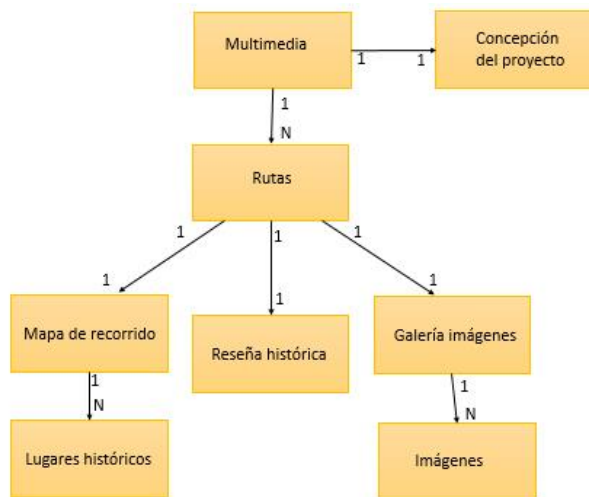 Multimedia
Concepción
del proyecto
1
1
1
N
Rutas
1
1
1
1
1
1
Mapa de recorrido
Reseña histórica
Galería imágenes
1
N
1
N
Lugares históricos
Imágenes